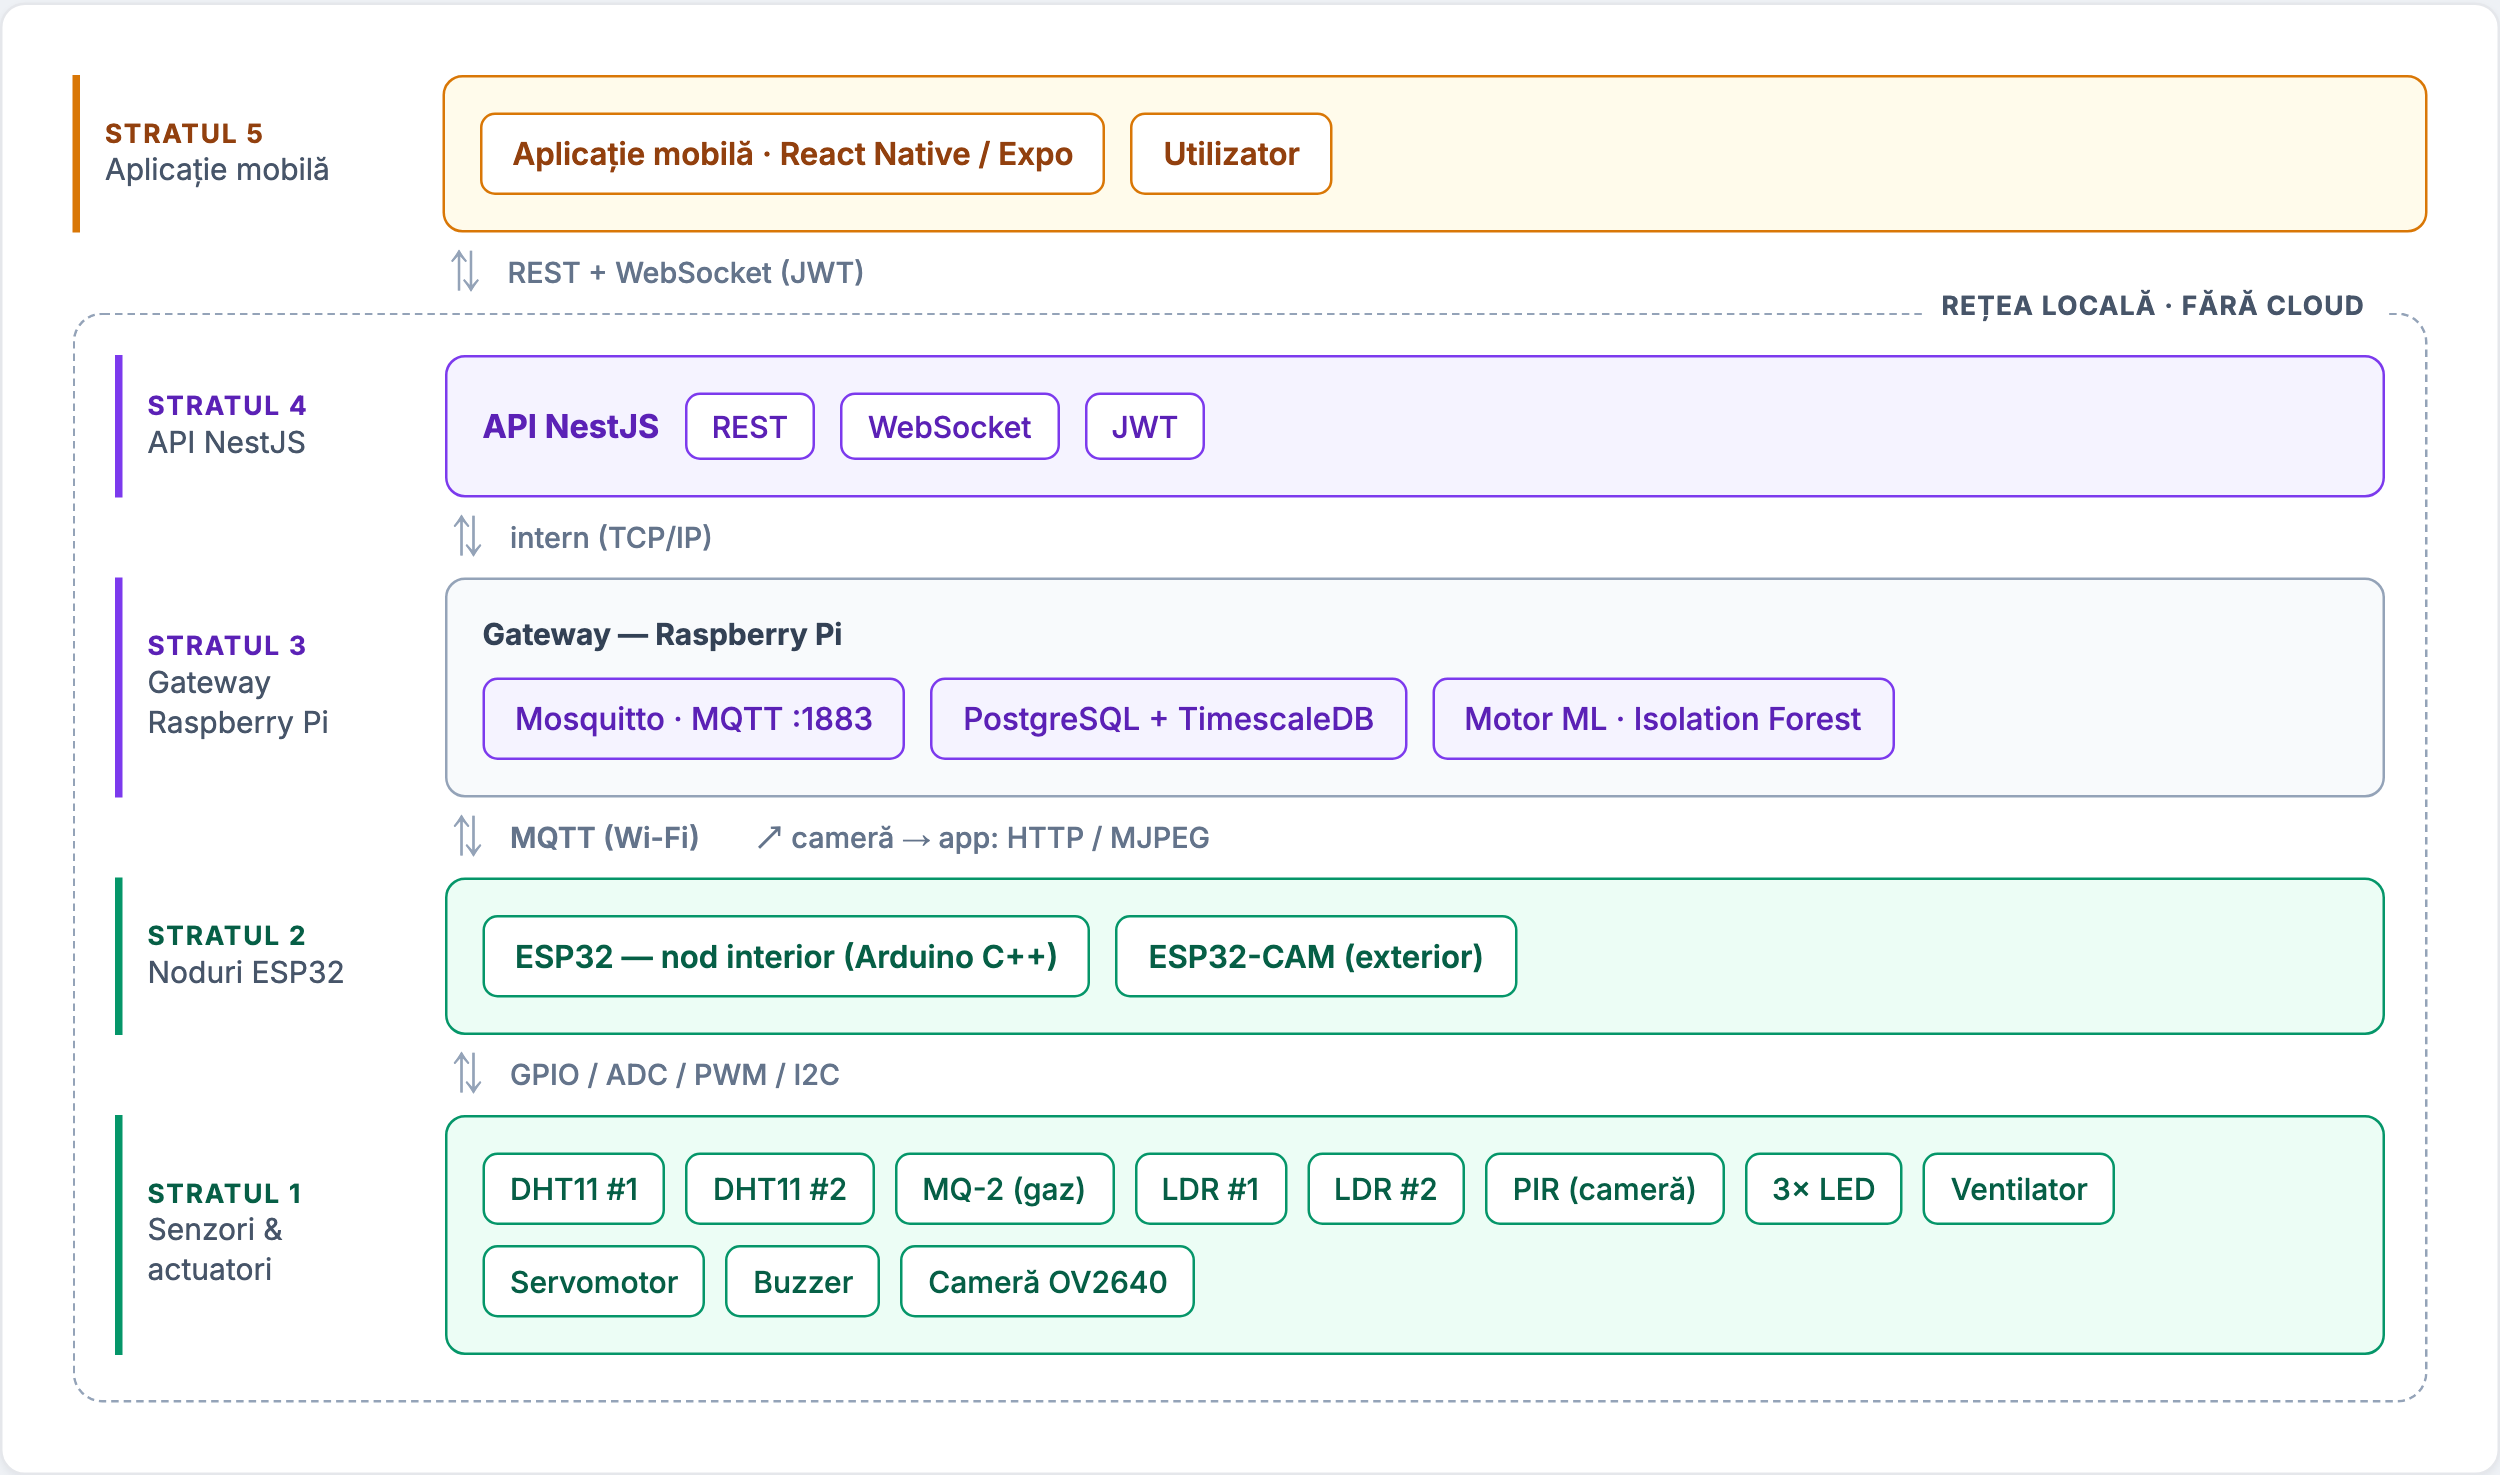 STRATUL 5
Aplicație mobilă
Aplicație mobilă · React Native / Expo
Utilizator
REST + WebSocket (JWT)
REȚEA LOCALĂ · FĂRĂ CLOUD
STRATUL 4
API NestJS
API NestJS
REST
WebSocket
JWT
intern (TCP/IP)
STRATUL 3
Gateway
Raspberry Pi
Gateway — Raspberry Pi
Mosquitto · MQTT :1883
PostgreSQL + TimescaleDB
Motor ML · Isolation Forest
MQTT (Wi-Fi)
↗ cameră → app: HTTP / MJPEG
STRATUL 2
Noduri ESP32
ESP32 — nod interior (Arduino C++)
ESP32-CAM (exterior)
GPIO / ADC / PWM / I2C
STRATUL 1
Senzori &
actuatori
DHT11 #1
DHT11 #2
MQ-2 (gaz)
LDR #1
LDR #2
PIR (cameră)
3× LED
Ventilator
Servomotor
Buzzer
Cameră OV2640